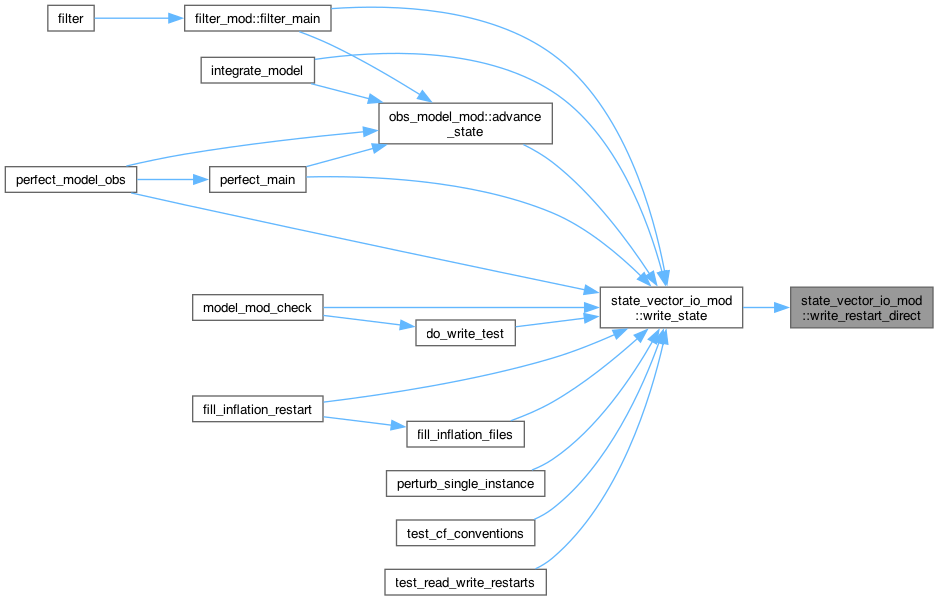 filter
filter_mod::filter_main
integrate_model
obs_model_mod::advance
_state
perfect_model_obs
perfect_main
state_vector_io_mod
::write_state
state_vector_io_mod
::write_restart_direct
model_mod_check
do_write_test
fill_inflation_restart
fill_inflation_files
perturb_single_instance
test_cf_conventions
test_read_write_restarts